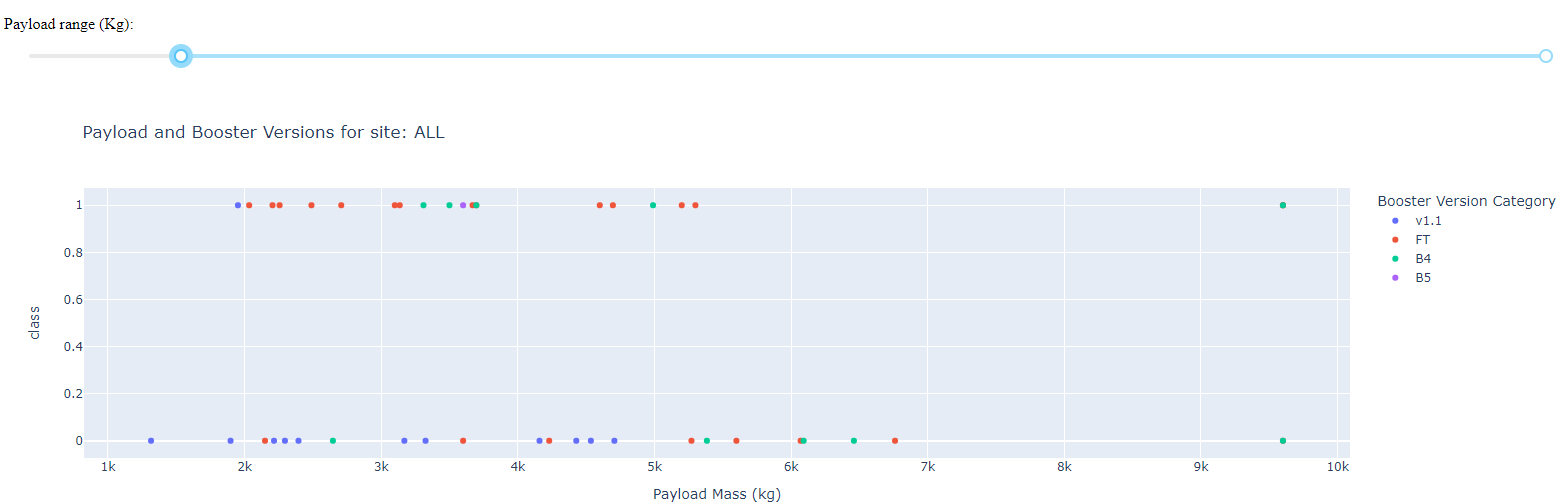 Payload range (Kg):
Payload and Booster Versions for site: ALL
Booster Version Category
v1.1
FT
B4
B5
class
1
0.8
0.6
0.4
0.2
0
1k 2k 3k 4k 5k 6k 7k 8k 9k 10k
Payload Mass (kg)